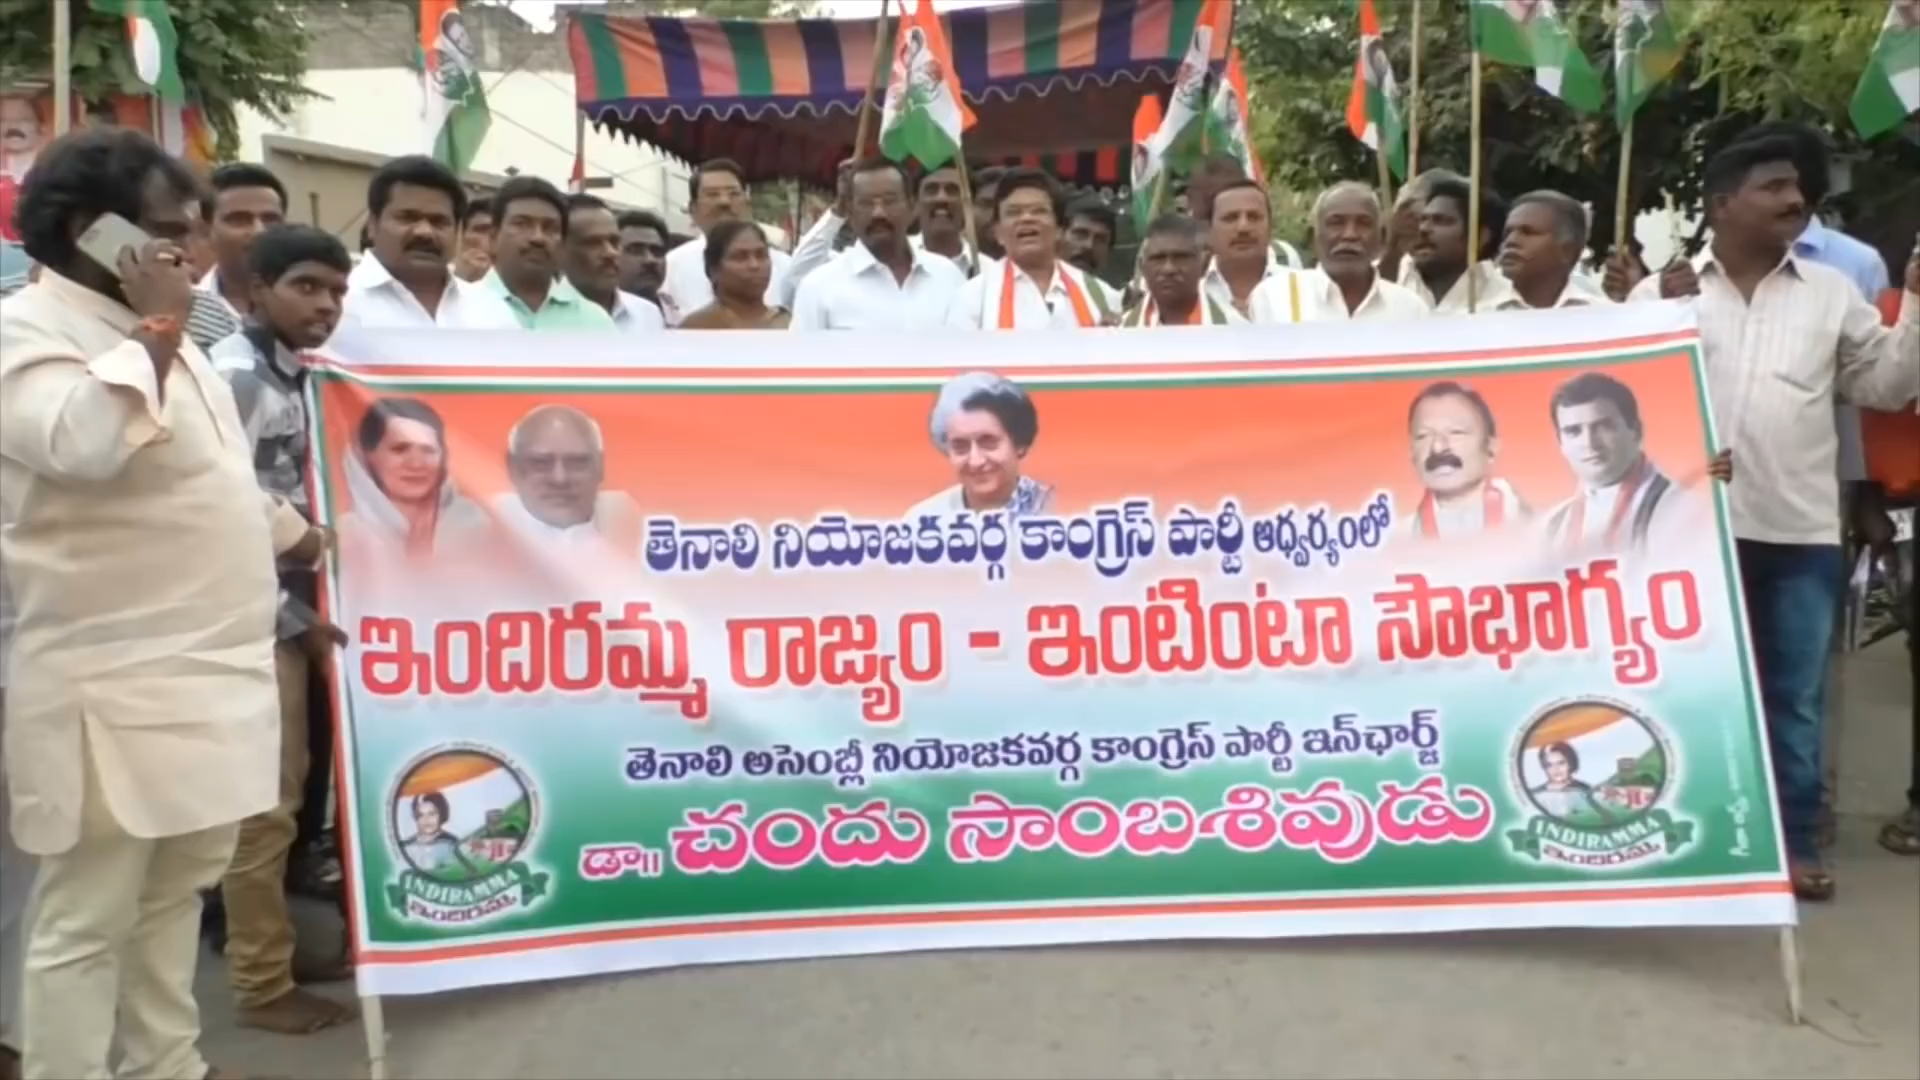 తెనాలి నియోజకవర్గ కాంగ్రెస్ పార్టీ ఆధ్వర్యంలో
ఇందిరమ్మ రాజ్యం - ఇంటింటా సౌభాగ్యం
తెనాలి అసెంబ్లీ నియోజకవర్గ కాంగ్రెస్ పార్టీ ఇన్‌ఛార్జ్
డా॥ చందు సాంబశివుడు
INDIRAMMA
ఇందిరమ్మ
INDIRAMMA
ఇందిరమ్మ